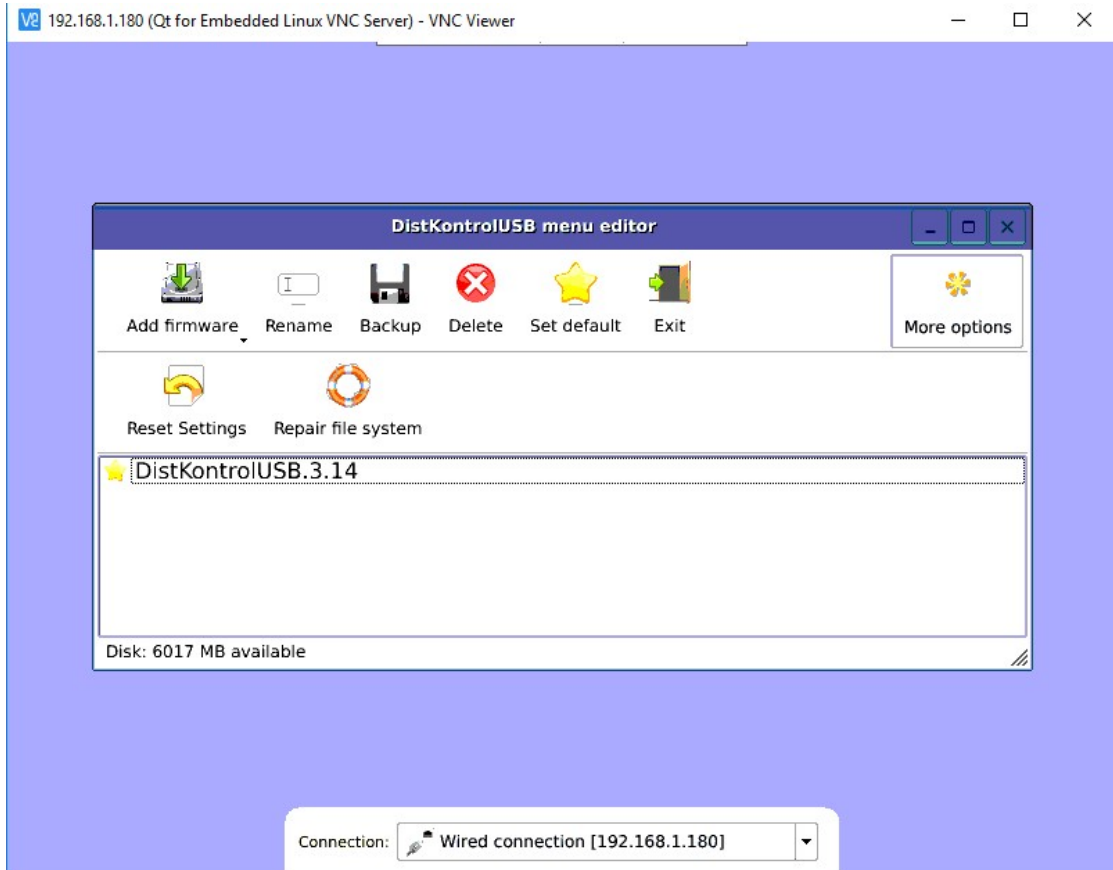 192.168.1.180 (Qt for Embedded Linux VNC Server) - VNC Viewer
DistKontrolUSB menu editor
Add firmware Rename Backup Delete Set default Exit More options
Reset Settings Repair file system
DistKontrolUSB.3.14
Disk: 6017 MB available
Connection: Wired connection [192.168.1.180]